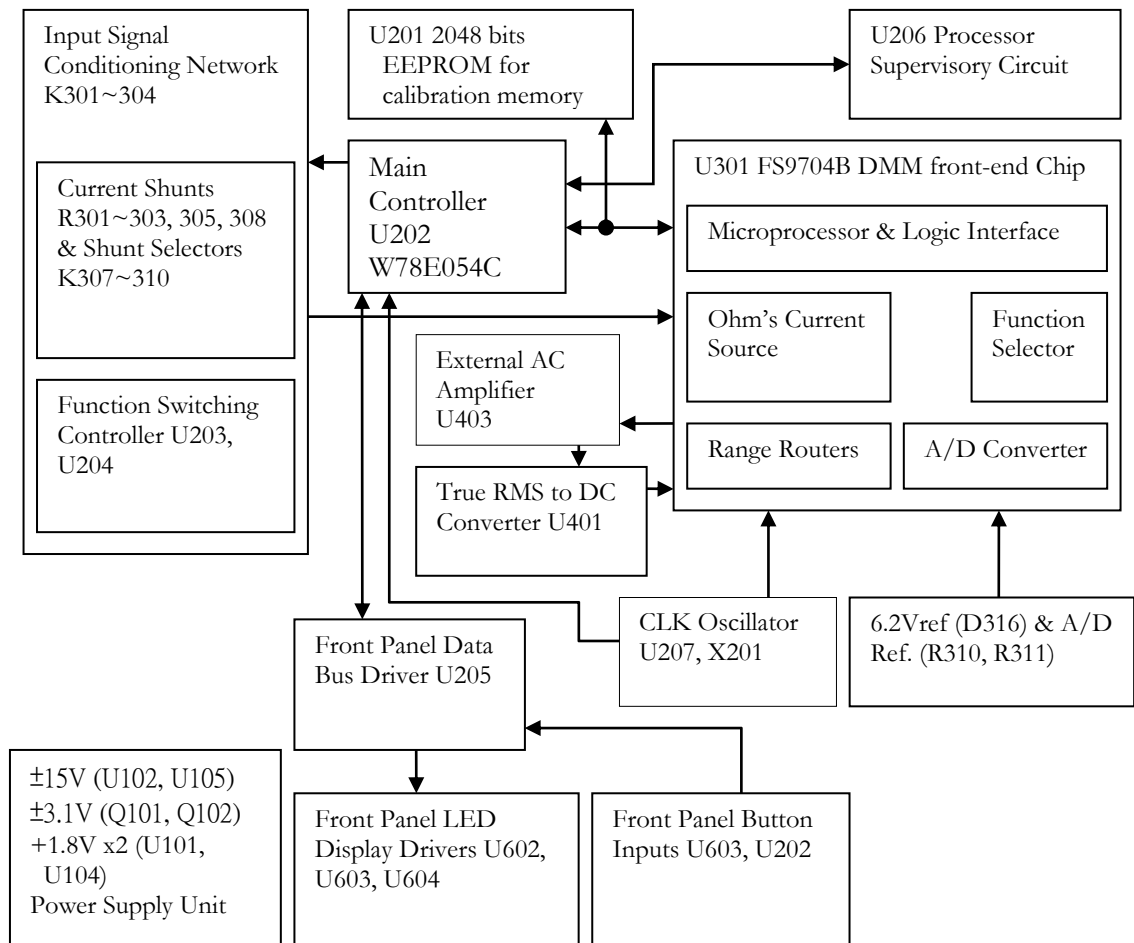 Input Signal
Conditioning Network
K301~304
Current Shunts
R301~303, 305, 308
& Shunt Selectors
K307~310
Function Switching
Controller U203,
U204
U201 2048 bits
EEPROM for
calibration memory
Main
Controller
U202
W78E054C
U206 Processor
Supervisory Circuit
U301 FS9704B DMM front-end Chip
Microprocessor & Logic Interface
Ohm's Current
Source
Function
Selector
Range Routers
A/D Converter
External AC
Amplifier
U403
True RMS to DC
Converter U401
CLK Oscillator
U207, X201
6.2Vref (D316) & A/D
Ref. (R310, R311)
Front Panel Data
Bus Driver U205
±15V (U102, U105)
±3.1V (Q101, Q102)
+1.8V x2 (U101,
U104)
Power Supply Unit
Front Panel LED
Display Drivers U602,
U603, U604
Front Panel Button
Inputs U603, U202